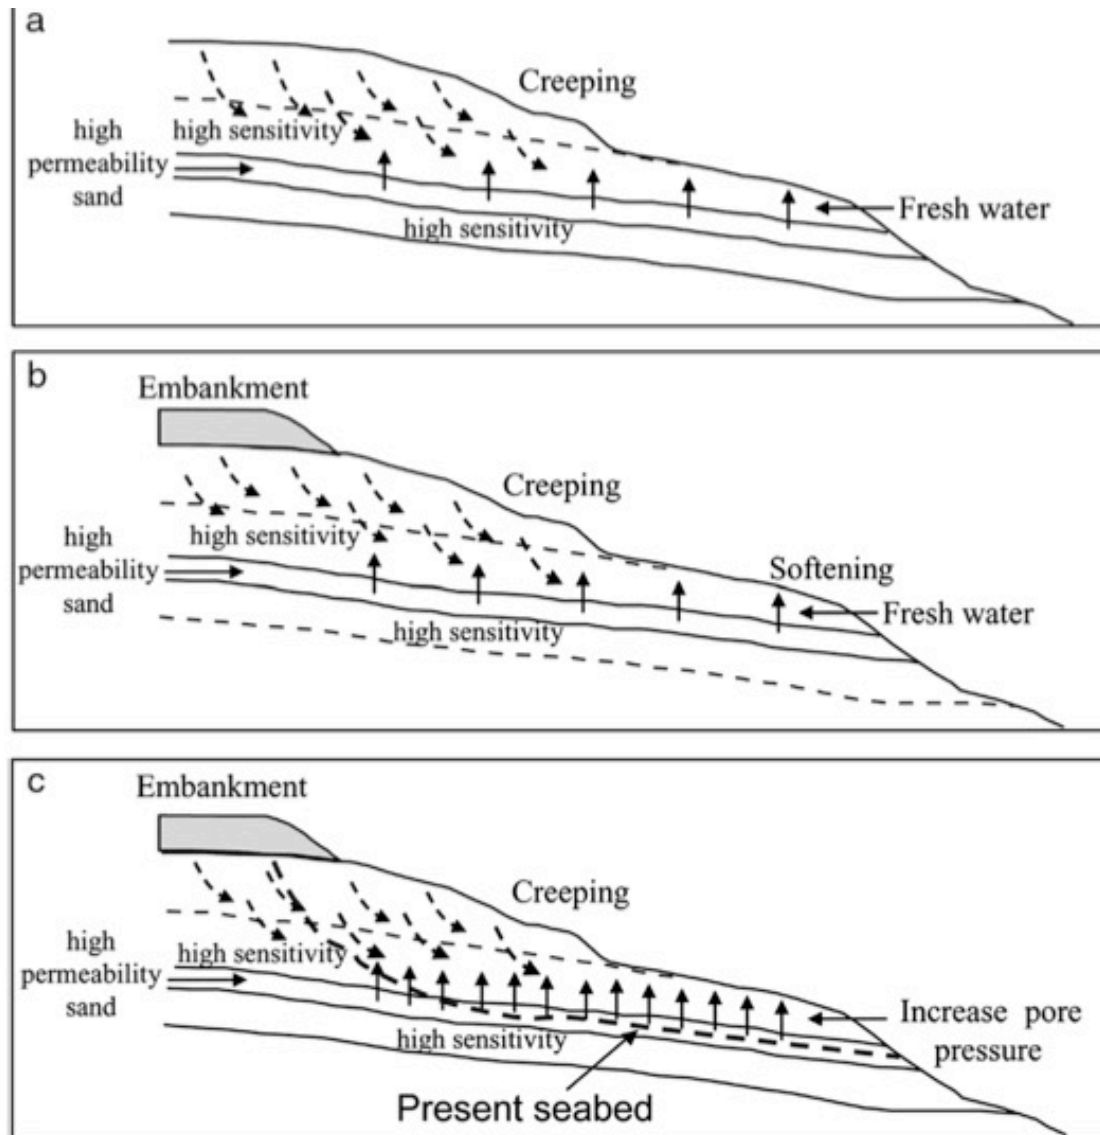 a
Creeping
high
permeability
sand
high sensitivity
high sensitivity
Fresh water
b
Embankment
Creeping
high
permeability
sand
high sensitivity
Softening
Fresh water
high sensitivity
c
Embankment
Creeping
high
permeability
sand
high sensitivity
high sensitivity
Increase pore
pressure
Present seabed